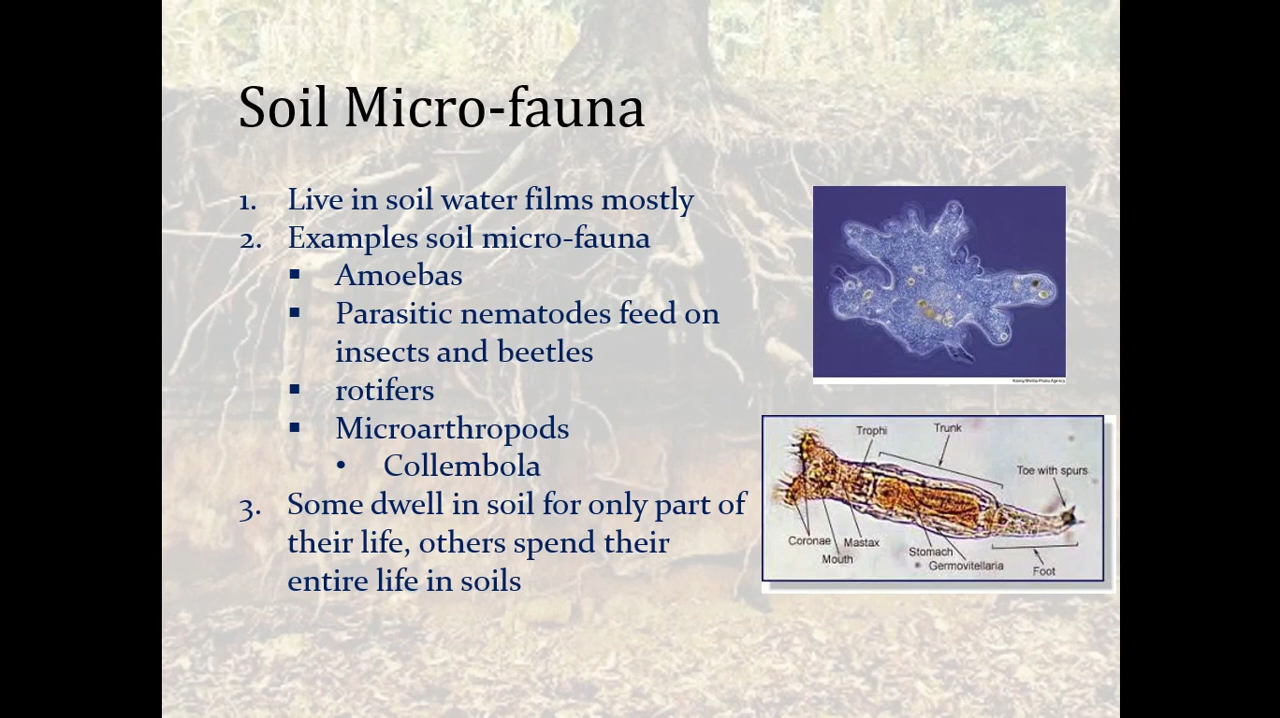 Soil Micro-fauna
1. Live in soil water films mostly
2. Examples soil micro-fauna
▪ Amoebas
▪ Parasitic nematodes feed on
insects and beetles
▪ rotifers
▪ Microarthropods
• Collembola
3. Some dwell in soil for only part of
their life, others spend their
entire life in soils
Trophi
Trunk
Toe with spurs
Coronae
Mouth
Mastax
Stomach
Germovitellaria
Foot